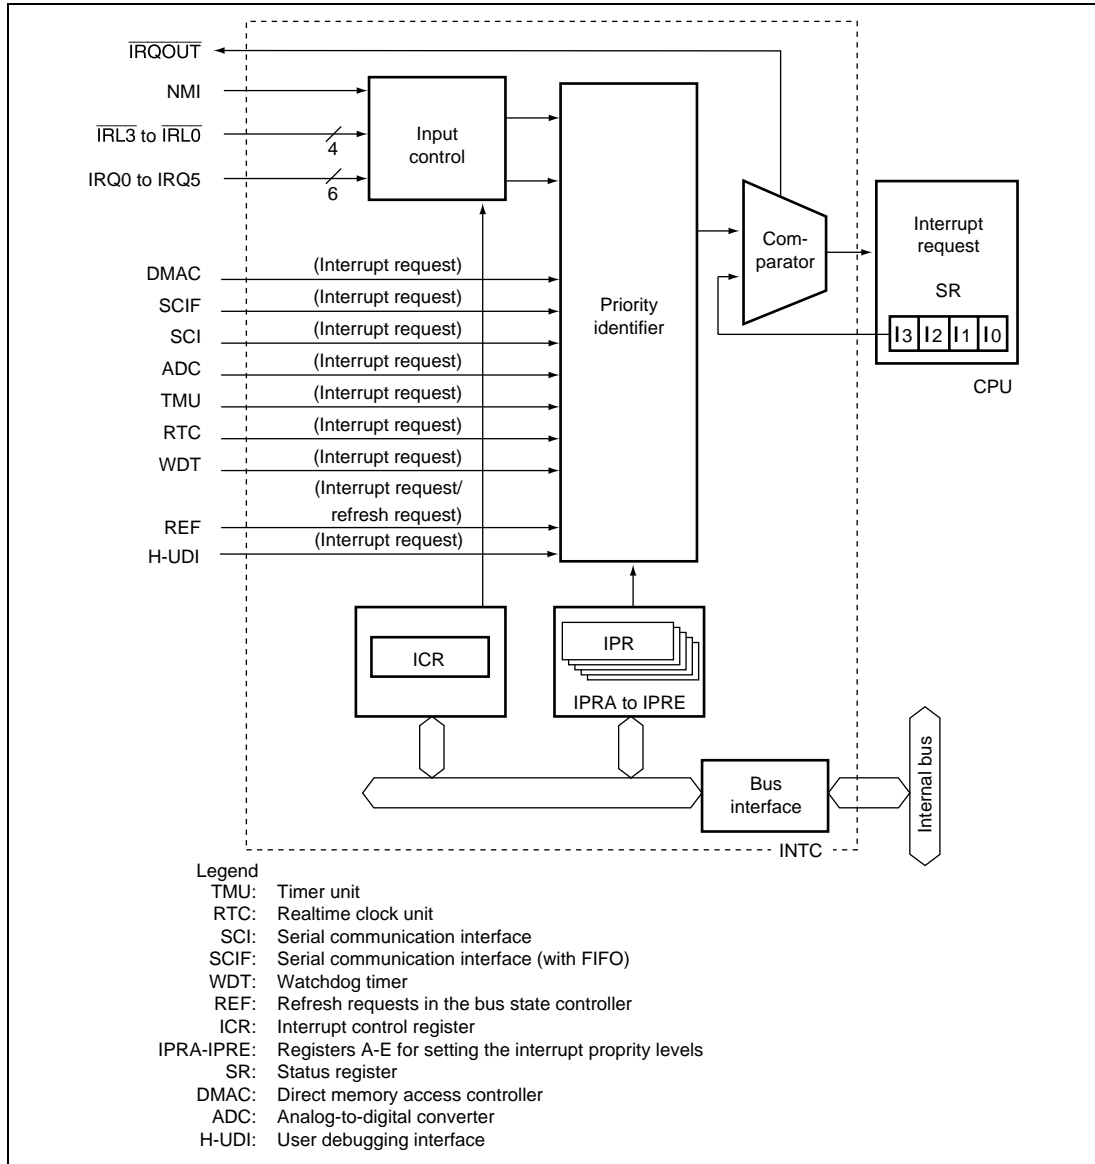 IRQOUT
NMI
IRL3 to IRL0
4
IRQ0 to IRQ5
6
Input
control
DMAC (Interrupt request)
SCIF (Interrupt request)
SCI (Interrupt request)
ADC (Interrupt request)
TMU (Interrupt request)
RTC (Interrupt request)
WDT (Interrupt request)
(Interrupt request/
REF refresh request)
H-UDI (Interrupt request)
Priority
identifier
Com-
parator
Interrupt
request
SR
I3 I2 I1 I0
CPU
ICR
IPR
IPRA to IPRE
Bus
interface
Internal bus
INTC
Legend
TMU: Timer unit
RTC: Realtime clock unit
SCI: Serial communication interface
SCIF: Serial communication interface (with FIFO)
WDT: Watchdog timer
REF: Refresh requests in the bus state controller
ICR: Interrupt control register
IPRA-IPRE: Registers A-E for setting the interrupt proprity levels
SR: Status register
DMAC: Direct memory access controller
ADC: Analog-to-digital converter
H-UDI: User debugging interface